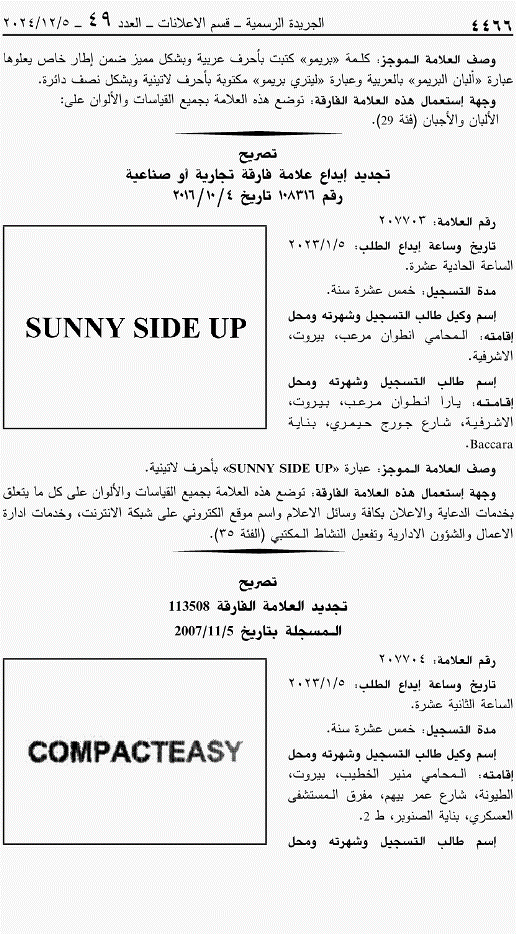 ٤٤٦٦ الجريدة الرسمية ــ قسم الاعلانات ــ العدد ٤٩ ــ ٢٠٢٤/١٢/٥
وصف العلامة الموجز: كلمة «بريمو» كتبت بأحرف عربية وبشكل مميز ضمن إطار خاص يعلوها
عبارة «ألبان البريمو» بالعربية وعبارة «ليتري بريمو» مكتوبة بأحرف لاتينية وبشكل نصف دائرة.
وجهة إستعمال هذه العلامة الفارقة: توضع هذه العلامة بجميع القياسات والألوان على:
الألبان والأجبان (فئة 29).
تصريح
تجديد إيداع علامة فارقة تجارية او صناعية
رقم ١٠٨٣١٦ تاريخ ٢٠١٦/١٠/٤
رقم العلامة: ٢٠٧٧٠٣
تاريخ وساعة إيداع الطلب: ٢٠٢٣/١/٥
الساعة الحادية عشرة.
مدة التسجيل: خمس عشرة سنة.
إسم وكيل طالب التسجيل وشهرته ومحل
إقامته: المحامي انطوان مرعب، بيروت،
الاشرفية.
إسم طالب التسجيل وشهرته ومحل
إقامته: يارا انطوان مرعب، بيروت،
الاشرفية، شارع جورج حيمري، بناية
Baccara.
SUNNY SIDE UP
وصف العلامة الموجز: عبارة «SUNNY SIDE UP» بأحرف لاتينية.
وجهة إستعمال هذه العلامة الفارقة: توضع هذه العلامة بجميع القياسات والألوان على كل ما يتعلق
بخدمات الدعاية والاعلان بكافة وسائل الاعلام واسم موقع الكتروني على شبكة الانترنت، وخدمات ادارة
الاعمال والشؤون الادارية وتفعيل النشاط المكتبي (الفئة ٣٥).
تصريح
تجديد العلامة الفارقة 113508
المسجلة بتاريخ 2007/11/5
رقم العلامة: ٢٠٧٧٠٤
تاريخ وساعة إيداع الطلب: ٢٠٢٣/١/٥
الساعة الثانية عشرة.
مدة التسجيل: خمس عشرة سنة.
إسم وكيل طالب التسجيل وشهرته ومحل
إقامته: المحامي منير الخطيب، بيروت،
الطيونة، شارع عمر بيهم، مفرق المستشفى
العسكري، بناية الصنوبر، ط 2.
إسم طالب التسجيل وشهرته ومحل
COMPACTEASY